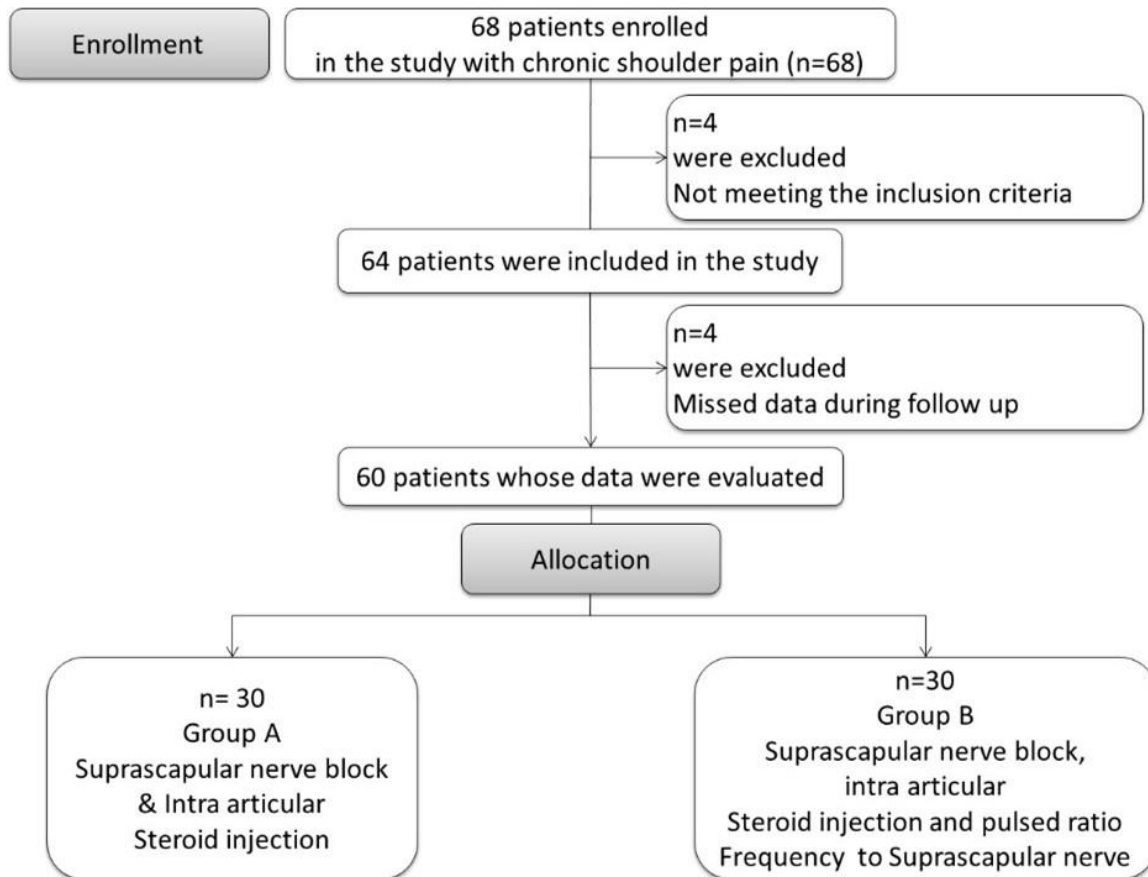 Enrollment
68 patients enrolled
in the study with chronic shoulder pain (n=68)
n=4
were excluded
Not meeting the inclusion criteria
64 patients were included in the study
n=4
were excluded
Missed data during follow up
60 patients whose data were evaluated
Allocation
n= 30
Group A
Suprascapular nerve block
& Intra articular
Steroid injection
n=30
Group B
Suprascapular nerve block,
intra articular
Steroid injection and pulsed ratio
Frequency to Suprascapular nerve